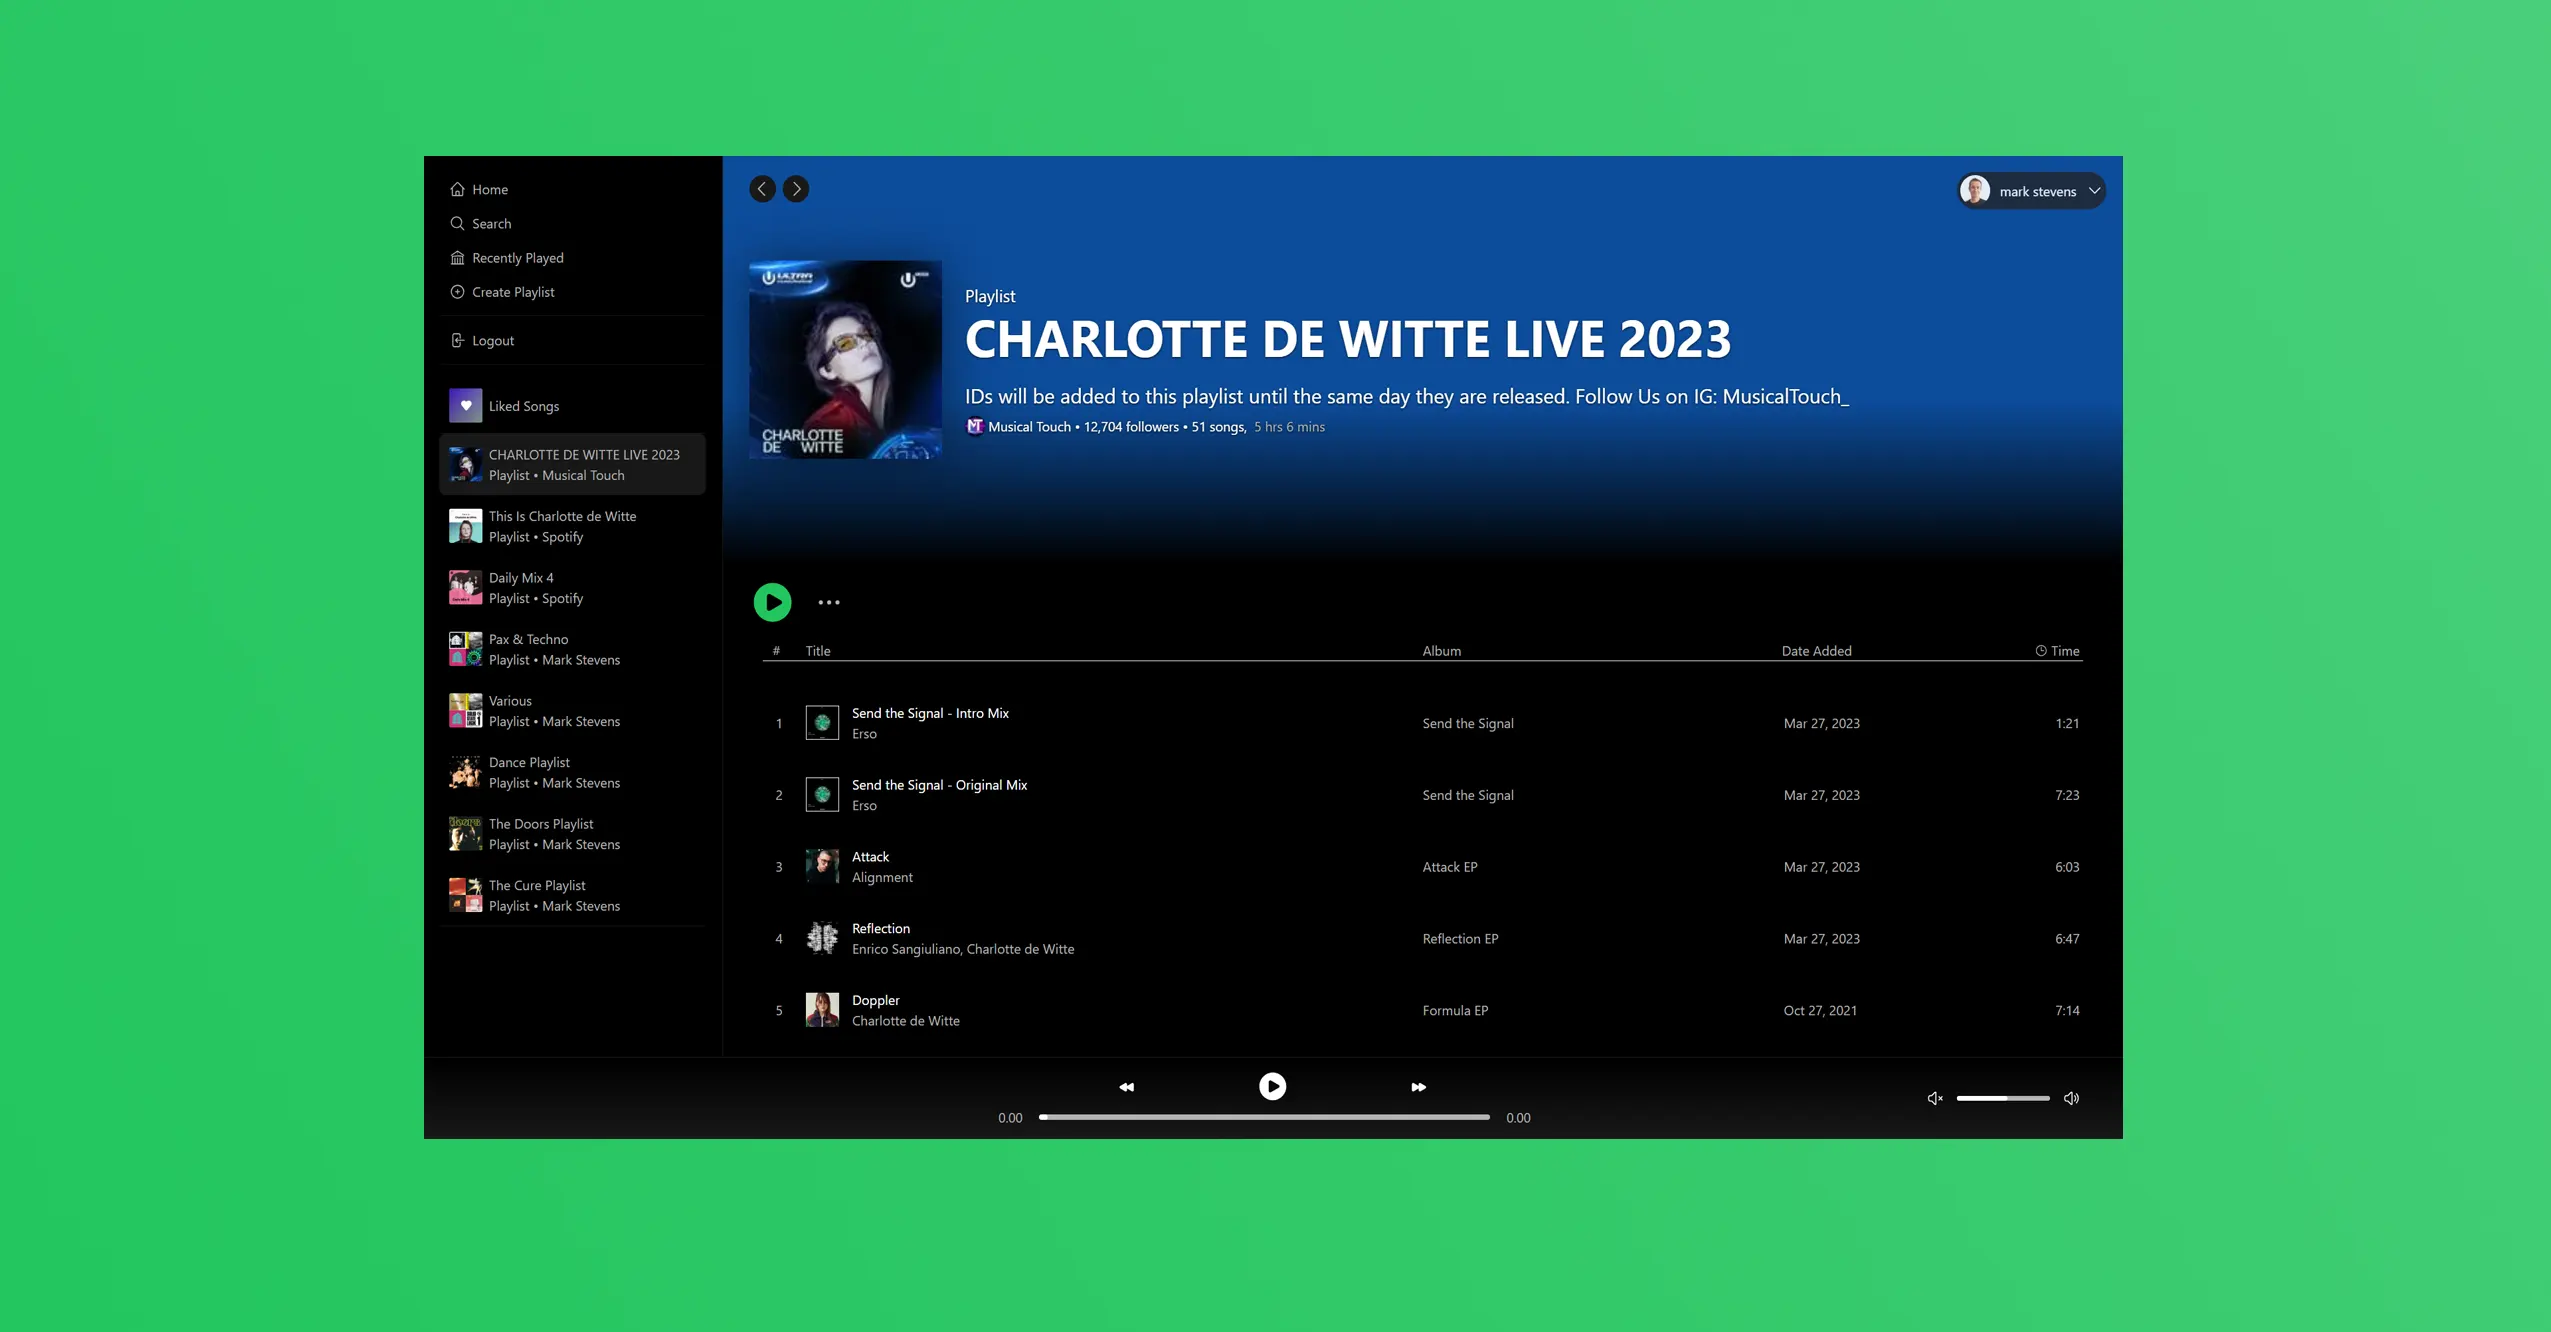 Home
Search
Recently Played
Create Playlist
Logout
Liked Songs
CHARLOTTE DE WITTE LIVE 2023
Playlist • Musical Touch
This Is Charlotte de Witte
Playlist • Spotify
Daily Mix 4
Playlist • Spotify
Pax & Techno
Playlist • Mark Stevens
Various
Playlist • Mark Stevens
Dance Playlist
Playlist • Mark Stevens
The Doors Playlist
Playlist • Mark Stevens
The Cure Playlist
Playlist • Mark Stevens
mark stevens
ULTRA
CHARLOTTE
DE WITTE
Playlist
CHARLOTTE DE WITTE LIVE 2023
IDs will be added to this playlist until the same day they are released. Follow Us on IG: MusicalTouch_
MT Musical Touch • 12,704 followers • 51 songs, 5 hrs 6 mins
# Title Album Date Added Time
1 Send the Signal - Intro Mix Send the Signal Mar 27, 2023 1:21
Erso
2 Send the Signal - Original Mix Send the Signal Mar 27, 2023 7:23
Erso
3 Attack Attack EP Mar 27, 2023 6:03
Alignment
4 Reflection Reflection EP Mar 27, 2023 6:47
Enrico Sangiuliano, Charlotte de Witte
5 Doppler Formula EP Oct 27, 2021 7:14
Charlotte de Witte
0.00 0.00